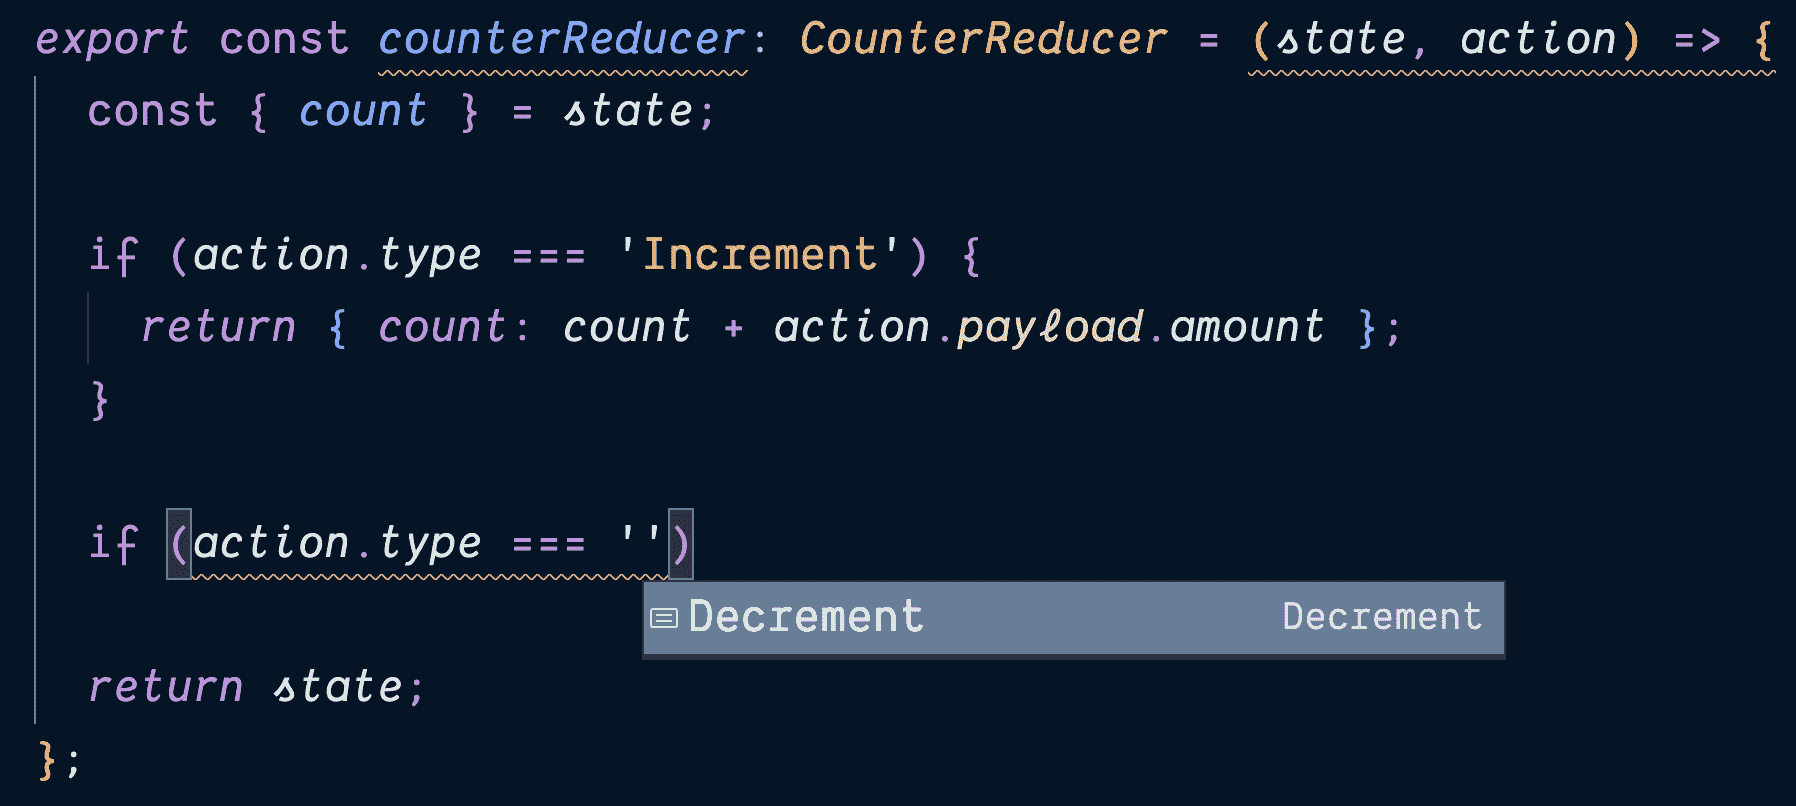 export const counterReducer: CounterReducer = (state, action) => {
const { count } = state;
if (action.type === 'Increment') {
return { count: count + action.payload.amount };
}
if (action.type === '')
Decrement Decrement
return state;
};